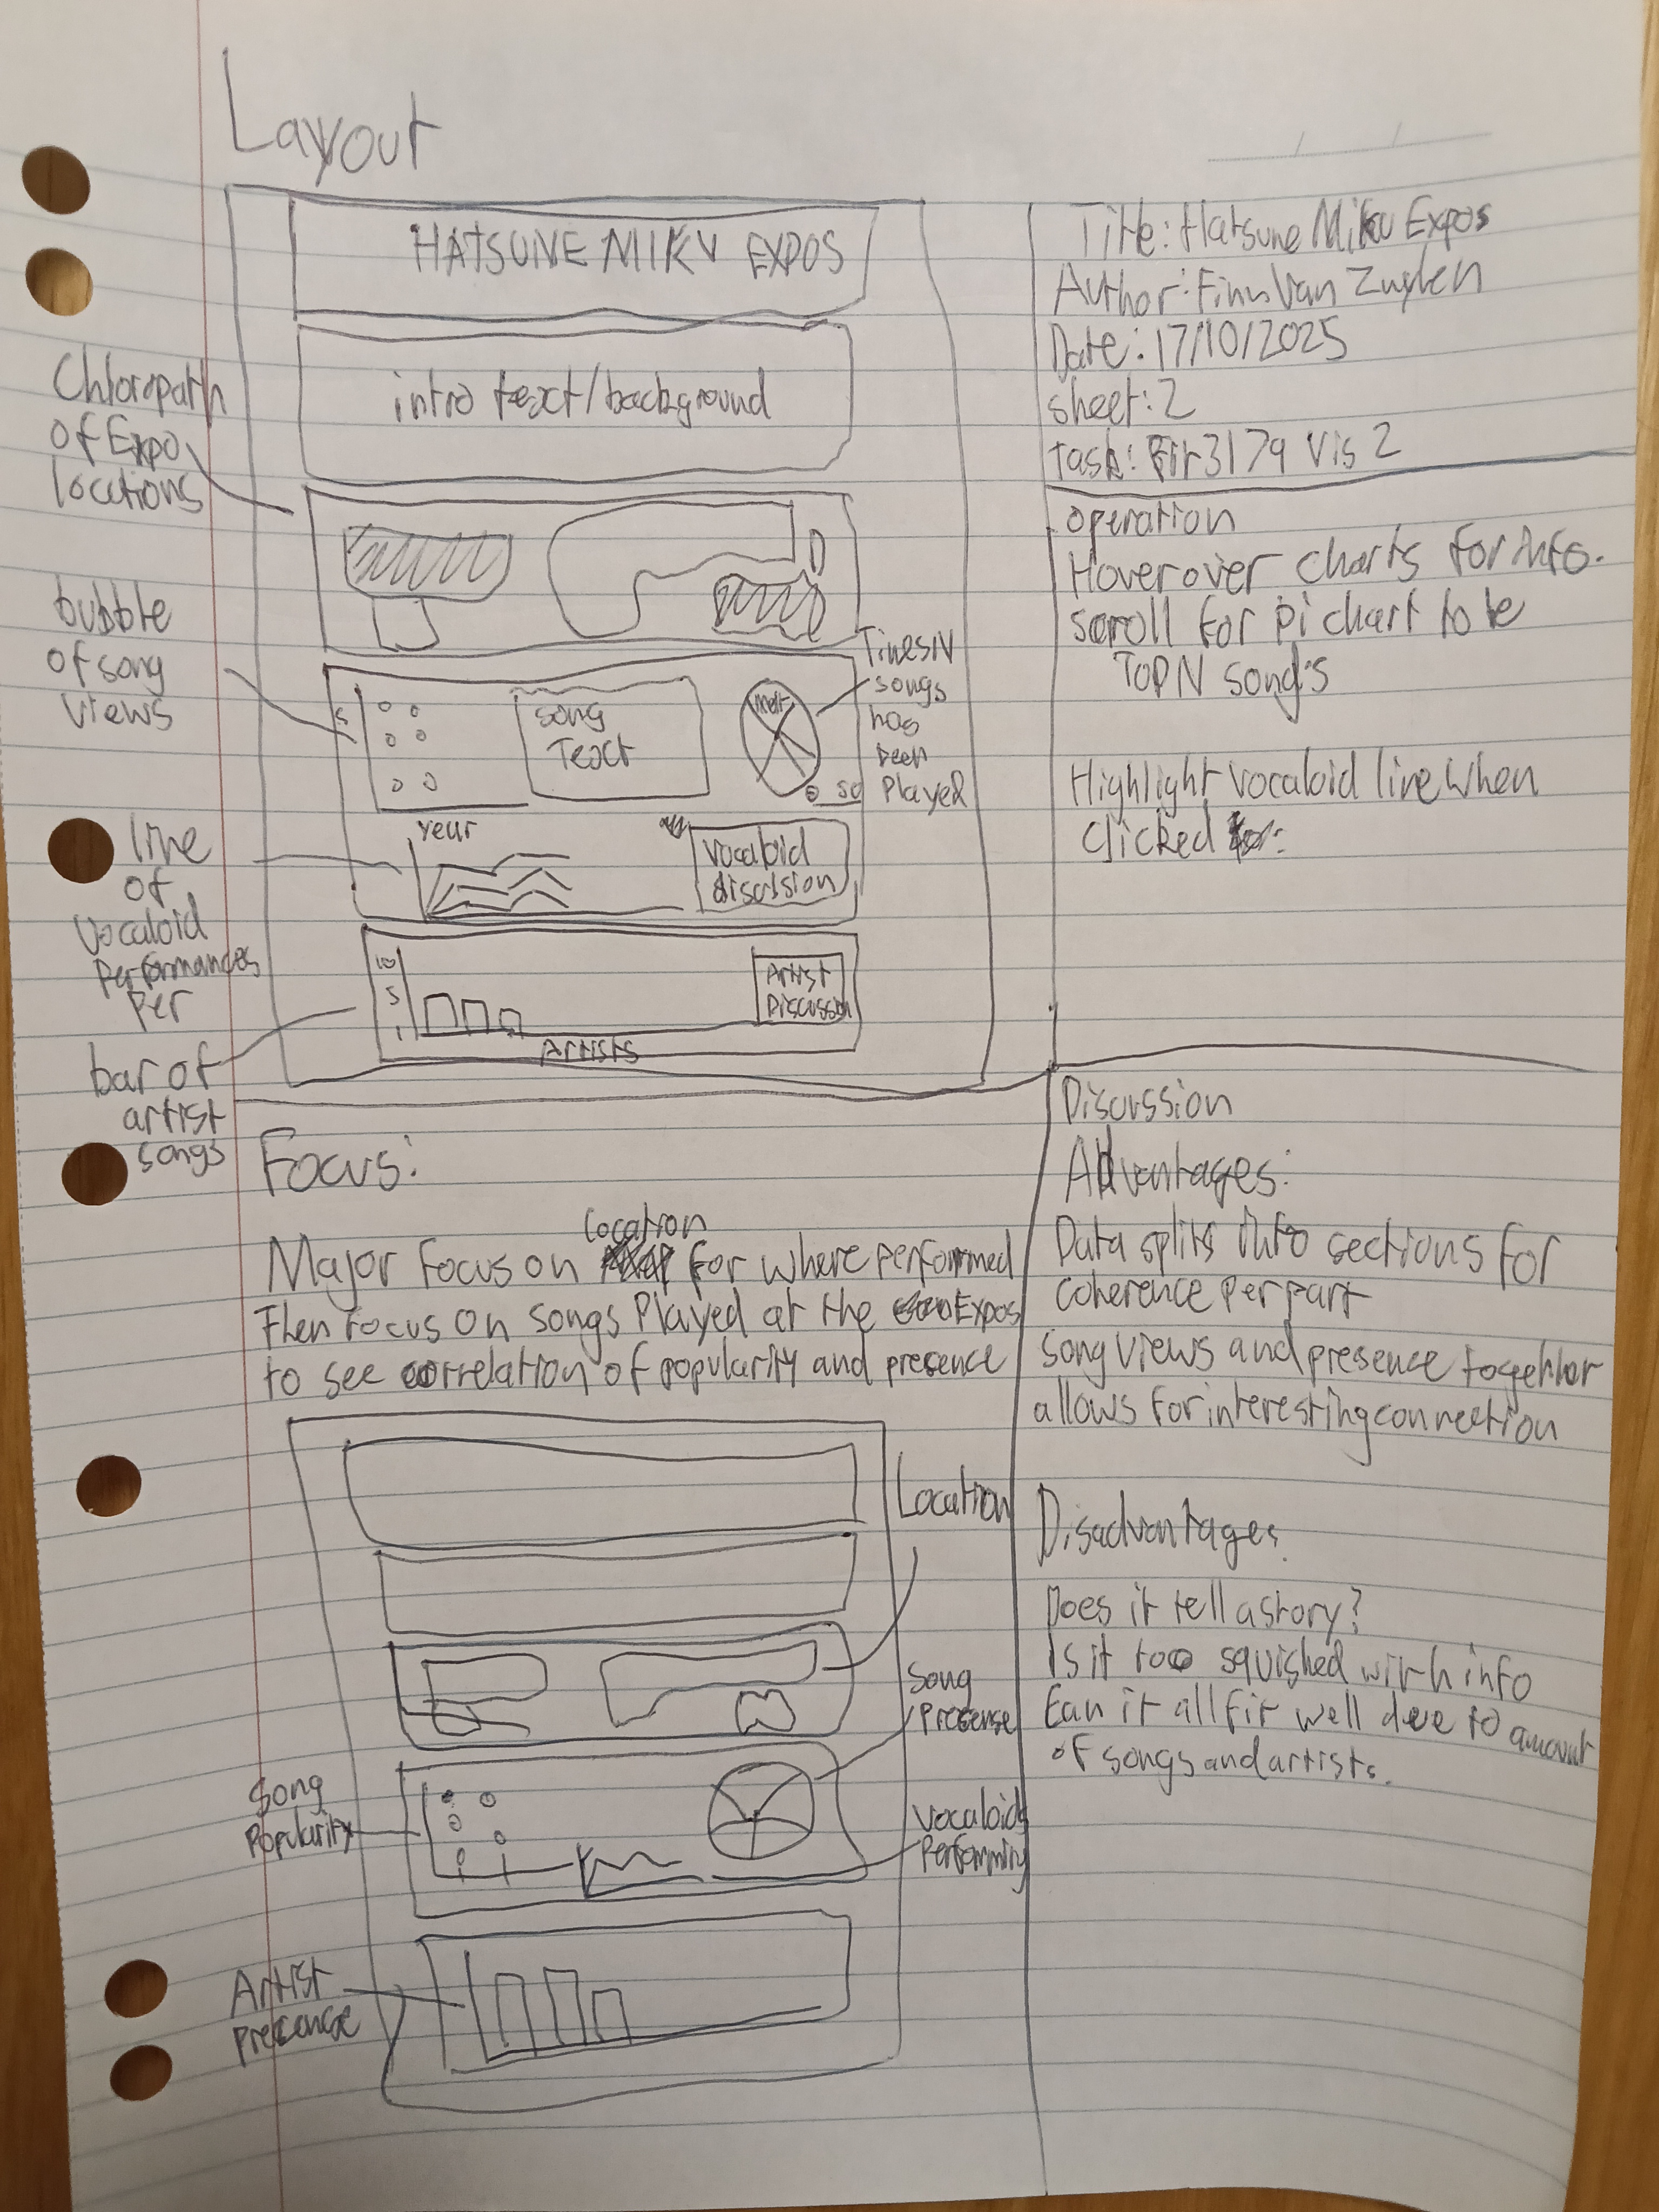 Layout
HATSUNE MIKU EXPOS
intro text/background
Chloropath
of Expo
locations
bubble
of song
views
song
Text
Times N
songs
has
been
Played
Year
line
of
Vocaloid
Performances
Per
Vocaloid
discusion
bar of
artist
songs
10
5
1
Artists
Artist
Discussion
Title: Hatsune Miku Expos
Author: Finn Van Zuylen
Date: 17/10/2025
sheet: 2
Task: Fit3179 Vis 2
operation
Hover over charts for info.
scroll for pi chart to be
TOPN song's
Highlight vocaloid line when
clicked
Focus:
location
Major focus on for where performed
Then focus on songs Played at the Expos
to see correlation of popularity and presence
Location
Song
Presense
Song
Popularity
Vocaloids
Performing
Artist
Presence
Discussion
Advantages:
Data splits into sections for
coherence per part
song views and presence together
allows for interesting connection
Disadvantages
Does it tell a story?
Is it too squished with info
Can it all fit well due to amount
of songs and artists.